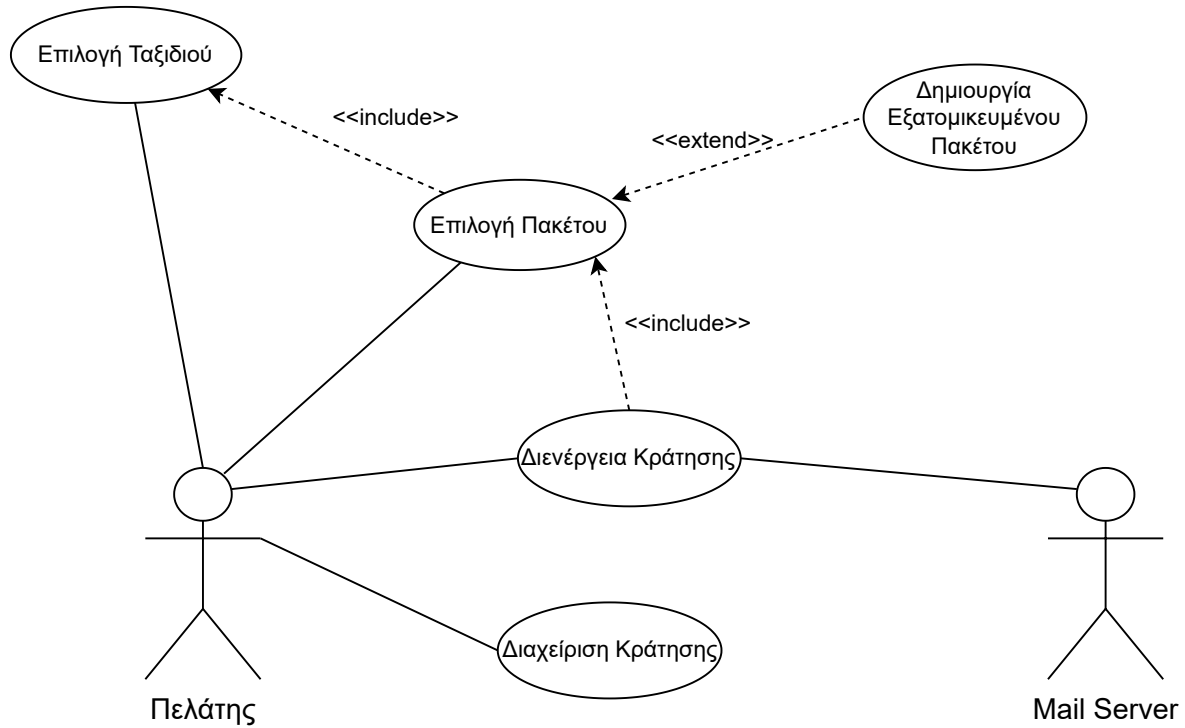 Επιλογή Ταξιδιού
<<include>>
Δημιουργία
Εξατομικευμένου
Πακέτου
<<extend>>
Επιλογή Πακέτου
<<include>>
Διενέργεια Κράτησης
Διαχείριση Κράτησης
Πελάτης
Mail Server